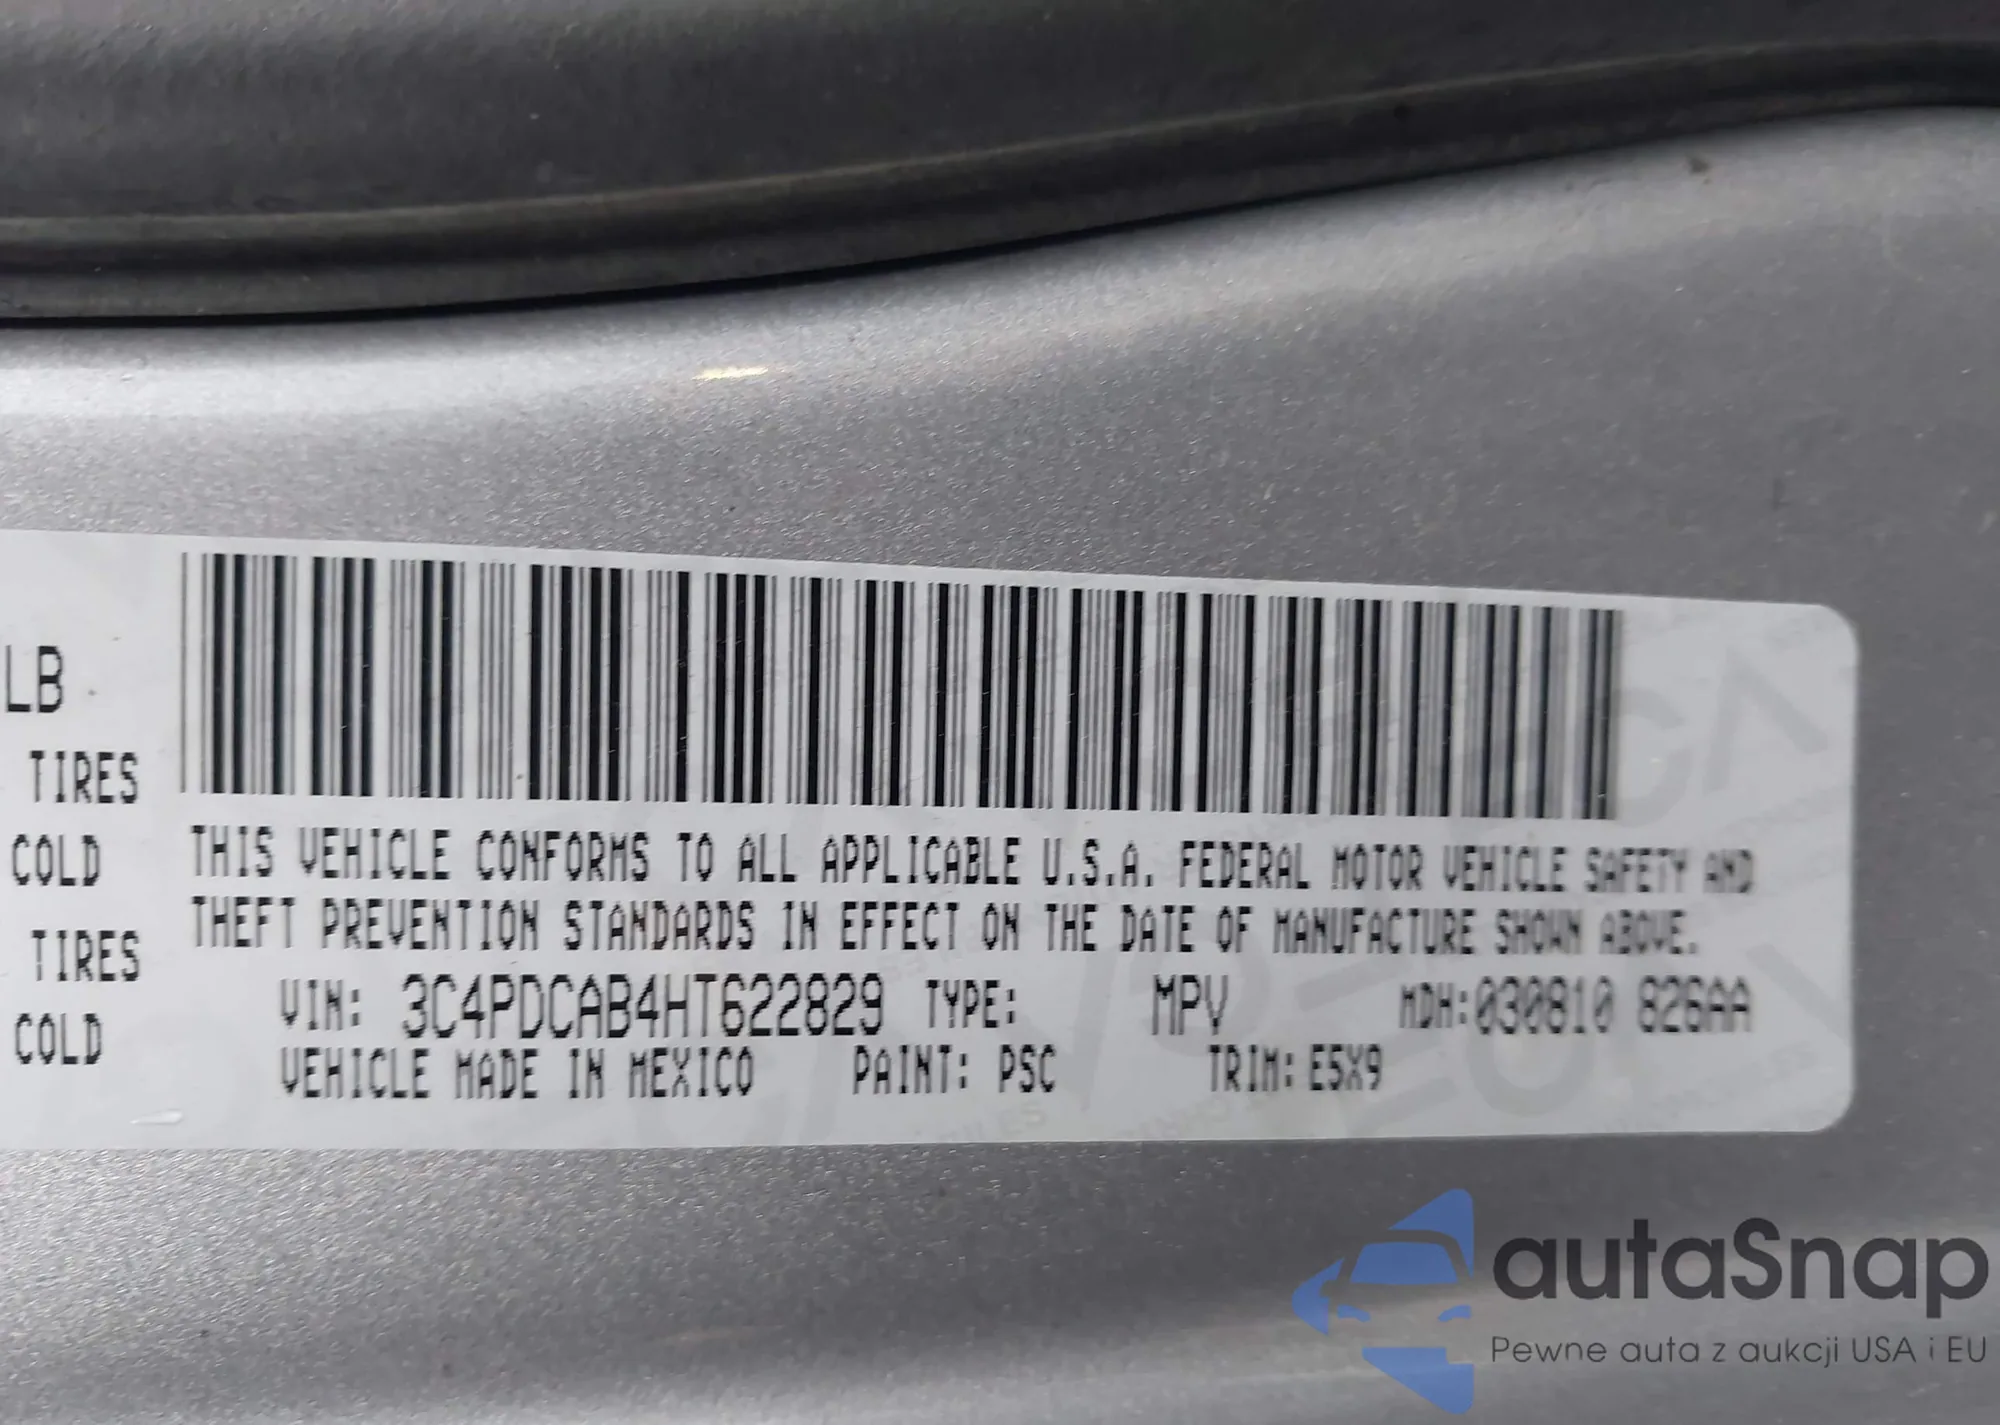 LB
TIRES
COLD
TIRES
COLD
THIS VEHICLE CONFORMS TO ALL APPLICABLE U.S.A. FEDERAL MOTOR VEHICLE SAFETY AND
THEFT PREVENTION STANDARDS IN EFFECT ON THE DATE OF MANUFACTURE SHOWN ABOVE.
VIN: 3C4PDCAB4HT622829 TYPE: MPV MDH:030810 826AA
VEHICLE MADE IN MEXICO PAINT: PSC TRIM: E5X9
autaSnap
Pewne auta z aukcji USA i EU